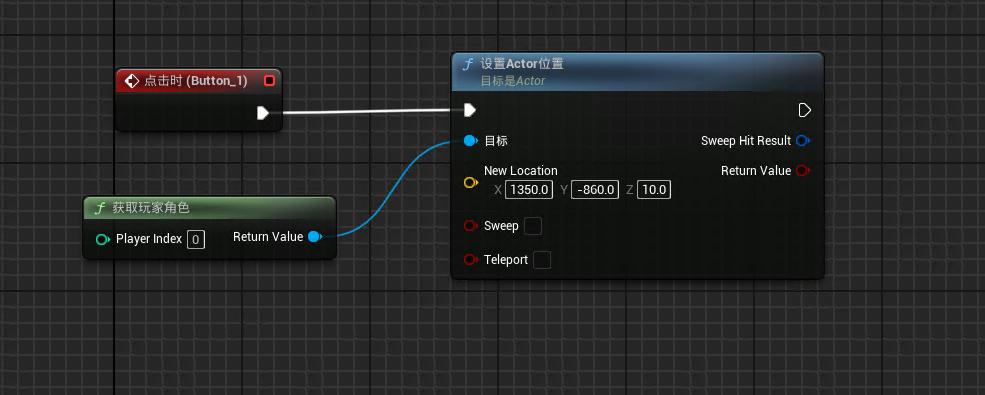 点击时 (Button_1)
f 设置Actor位置
目标是Actor
目标
Sweep Hit Result
New Location
Return Value
X 1350.0 Y -860.0 Z 10.0
Sweep
Teleport
f 获取玩家角色
Player Index 0
Return Value